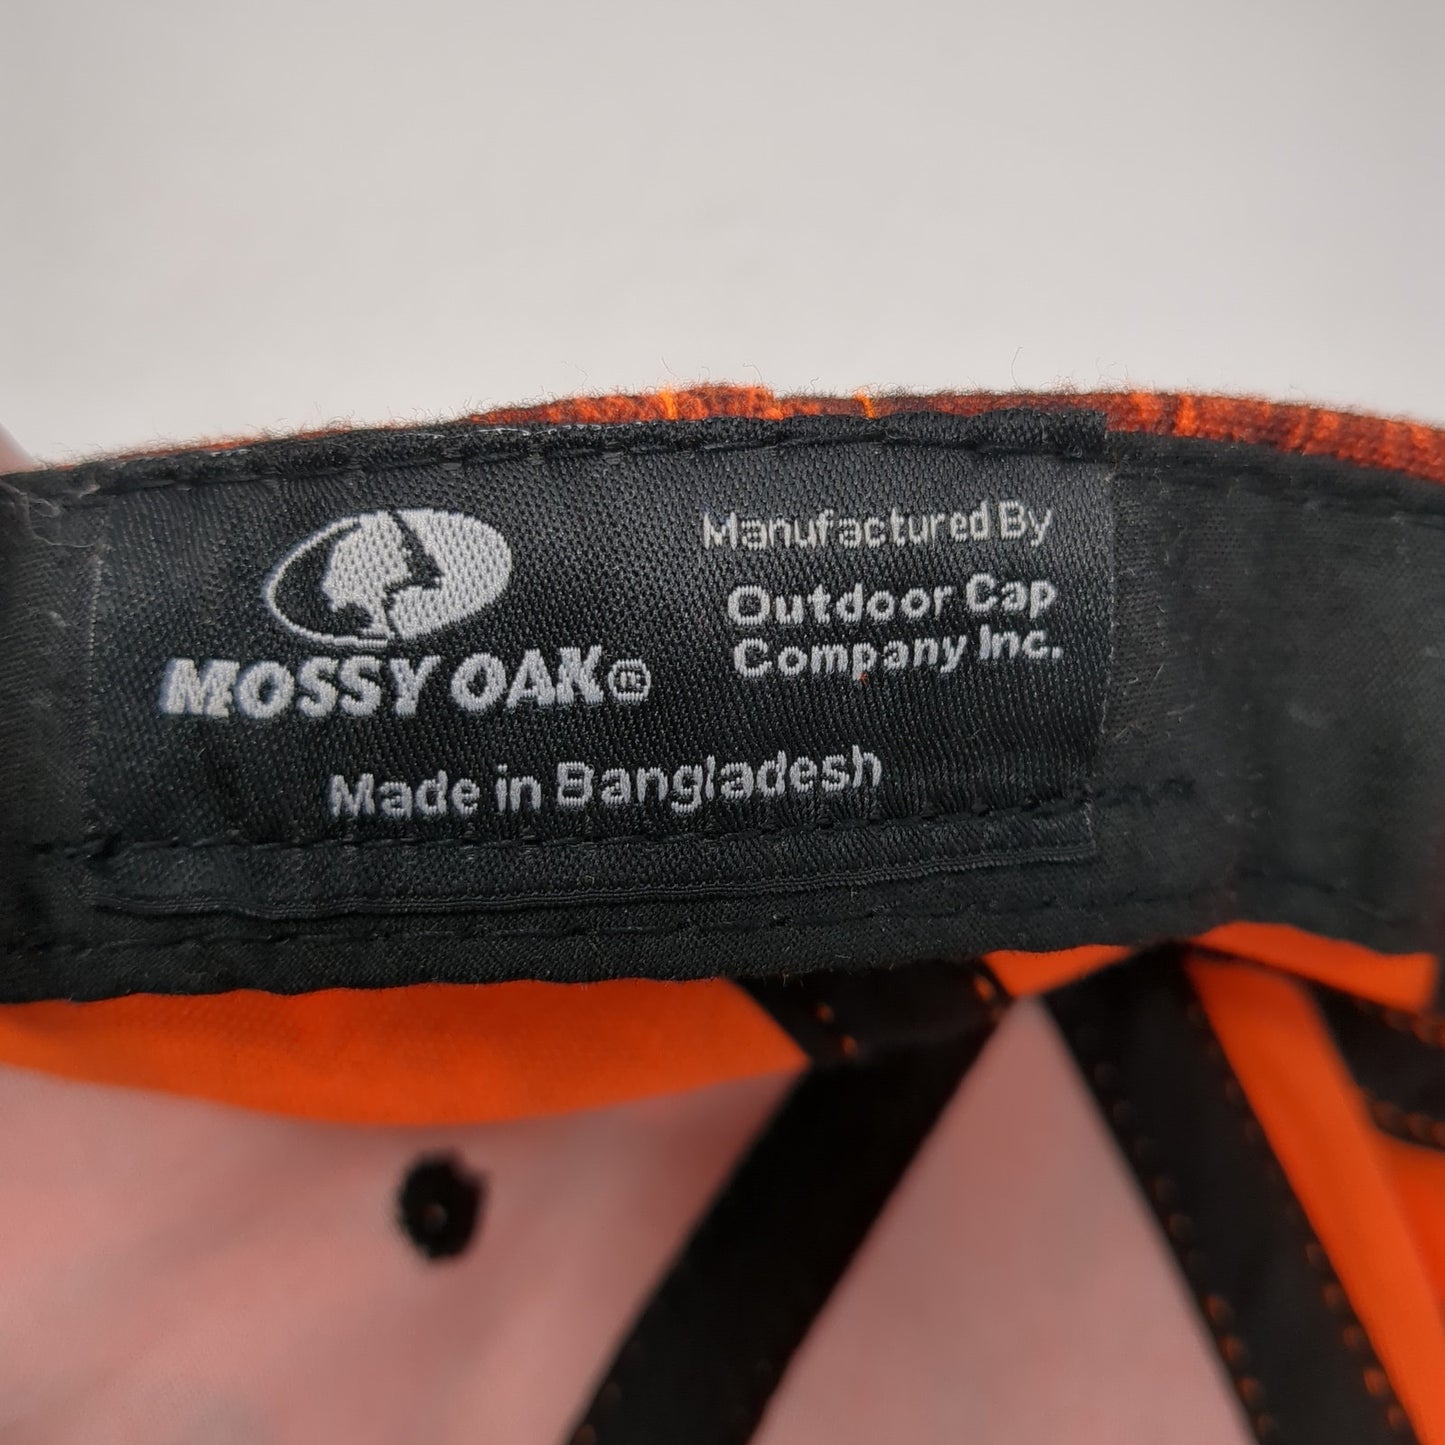 MOSSY OAK®
Manufactured By
Outdoor Cap
Company Inc.
Made in Bangladesh